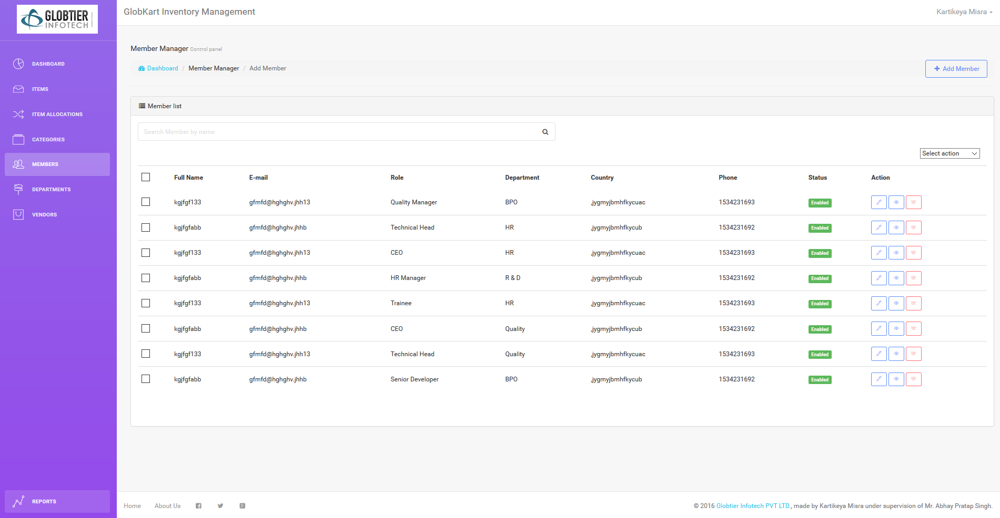 GLOBTIER
INFOTECH
GlobKart Inventory Management
Kartikeya Misra
DASHBOARD
ITEMS
ITEM ALLOCATIONS
CATEGORIES
MEMBERS
DEPARTMENTS
VENDORS
REPORTS
Member Manager Control panel
Dashboard / Member Manager / Add Member
+ Add Member
Member list
Search Member by name
Select action
Full Name E-mail Role Department Country Phone Status Action
kgjfgf133 gfmfd@hghghv.jhh13 Quality Manager BPO ,jygmyjbmhfkycuac 1534231693 Enabled
kgjfgfabb gfmfd@hghghv.jhhb Technical Head HR ,jygmyjbmhfkycub 1534231692 Enabled
kgjfgf133 gfmfd@hghghv.jhh13 CEO HR ,jygmyjbmhfkycuac 1534231693 Enabled
kgjfgfabb gfmfd@hghghv.jhhb HR Manager R & D ,jygmyjbmhfkycub 1534231692 Enabled
kgjfgf133 gfmfd@hghghv.jhh13 Trainee HR ,jygmyjbmhfkycuac 1534231693 Enabled
kgjfgfabb gfmfd@hghghv.jhhb CEO Quality ,jygmyjbmhfkycub 1534231692 Enabled
kgjfgf133 gfmfd@hghghv.jhh13 Technical Head Quality ,jygmyjbmhfkycuac 1534231693 Enabled
kgjfgfabb gfmfd@hghghv.jhhb Senior Developer BPO ,jygmyjbmhfkycub 1534231692 Enabled
Home About Us
© 2016 Globtier Infotech PVT LTD., made by Kartikeya Misra under supervision of Mr. Abhay Pratap Singh.